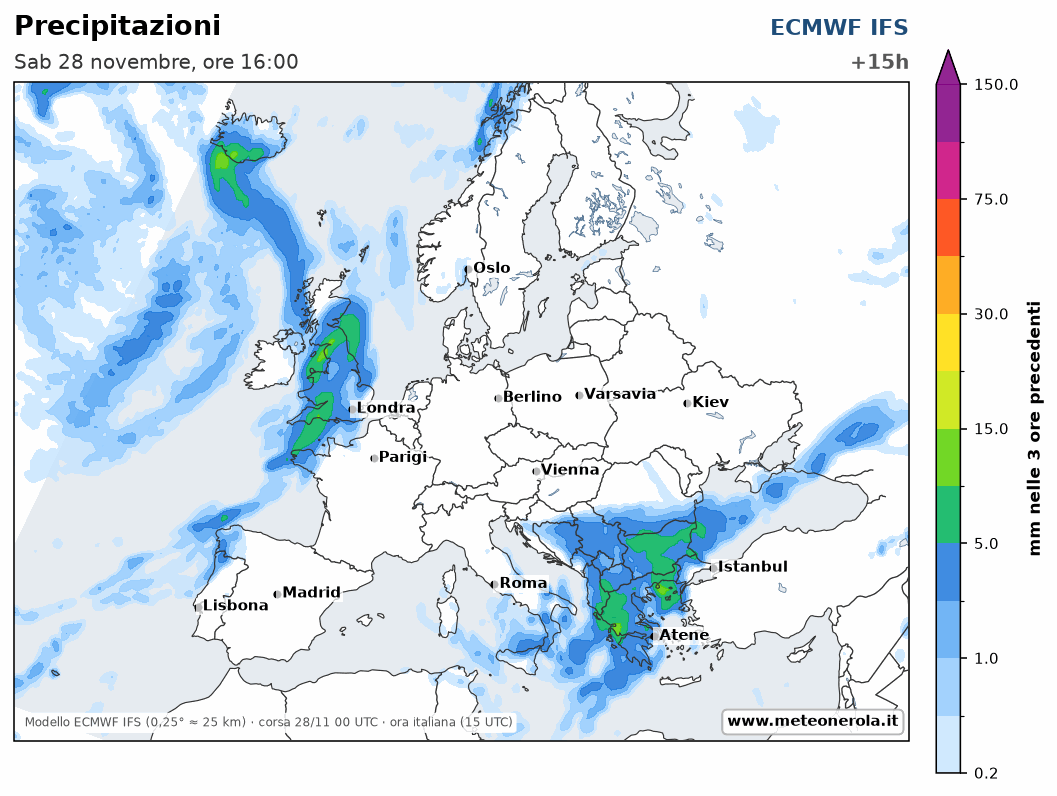 Precipitazioni
ECMWF IFS
Sab 28 novembre, ore 16:00
+15h
150.0
75.0
30.0
15.0
5.0
1.0
0.2
mm nelle 3 ore precedenti
Oslo
Londra
Berlino
Varsavia
Kiev
Parigi
Vienna
Istanbul
Roma
Madrid
Lisbona
Atene
Modello ECMWF IFS (0,25° ≈ 25 km) · corsa 28/11 00 UTC · ora italiana (15 UTC)
www.meteonerola.it